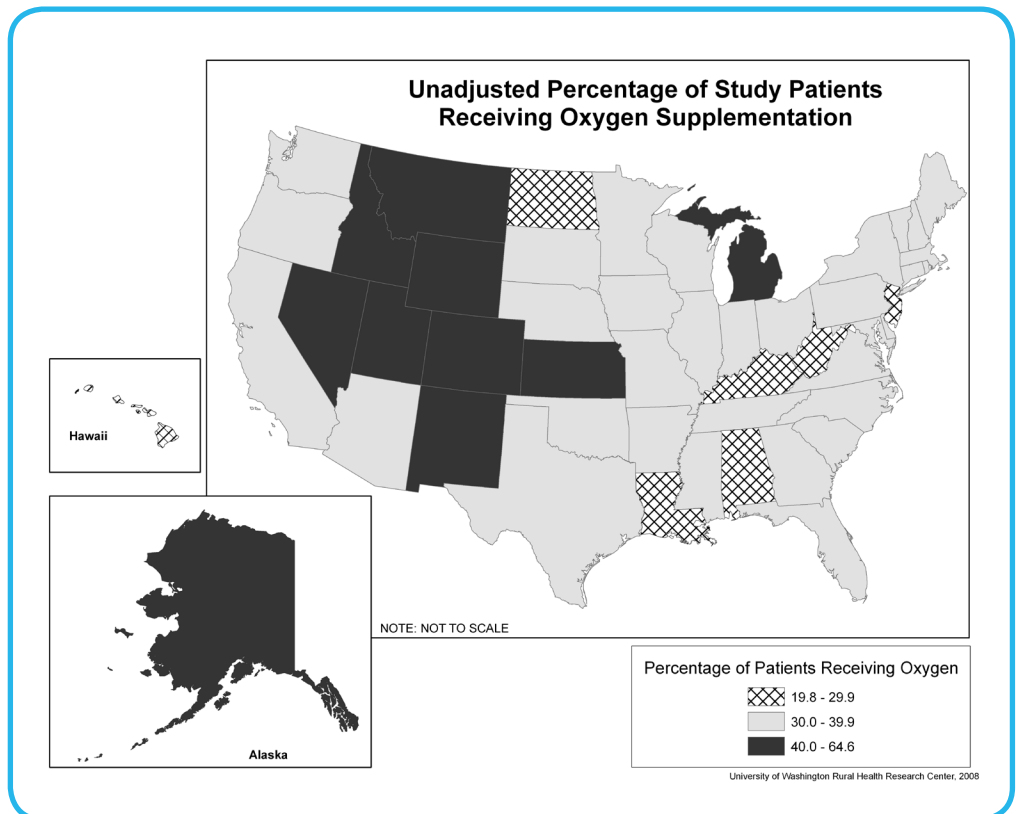 Unadjusted Percentage of Study Patients
Receiving Oxygen Supplementation
Hawaii
NOTE: NOT TO SCALE
Alaska
Percentage of Patients Receiving Oxygen
19.8 - 29.9
30.0 - 39.9
40.0 - 64.6
University of Washington Rural Health Research Center, 2008